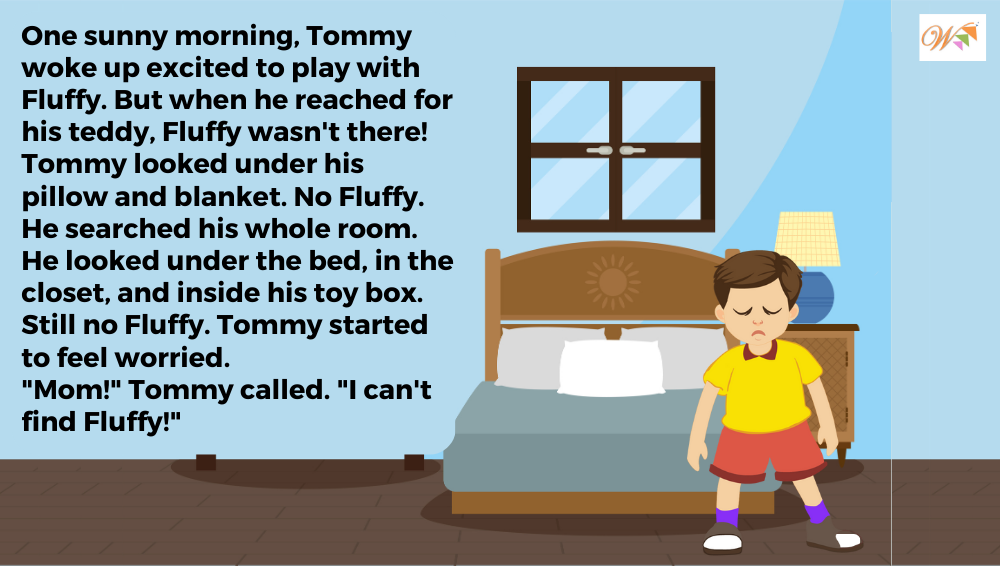 One sunny morning, Tommy
woke up excited to play with
Fluffy. But when he reached for
his teddy, Fluffy wasn't there!
Tommy looked under his
pillow and blanket. No Fluffy.
He searched his whole room.
He looked under the bed, in the
closet, and inside his toy box.
Still no Fluffy. Tommy started
to feel worried.
"Mom!" Tommy called. "I can't
find Fluffy!"
W